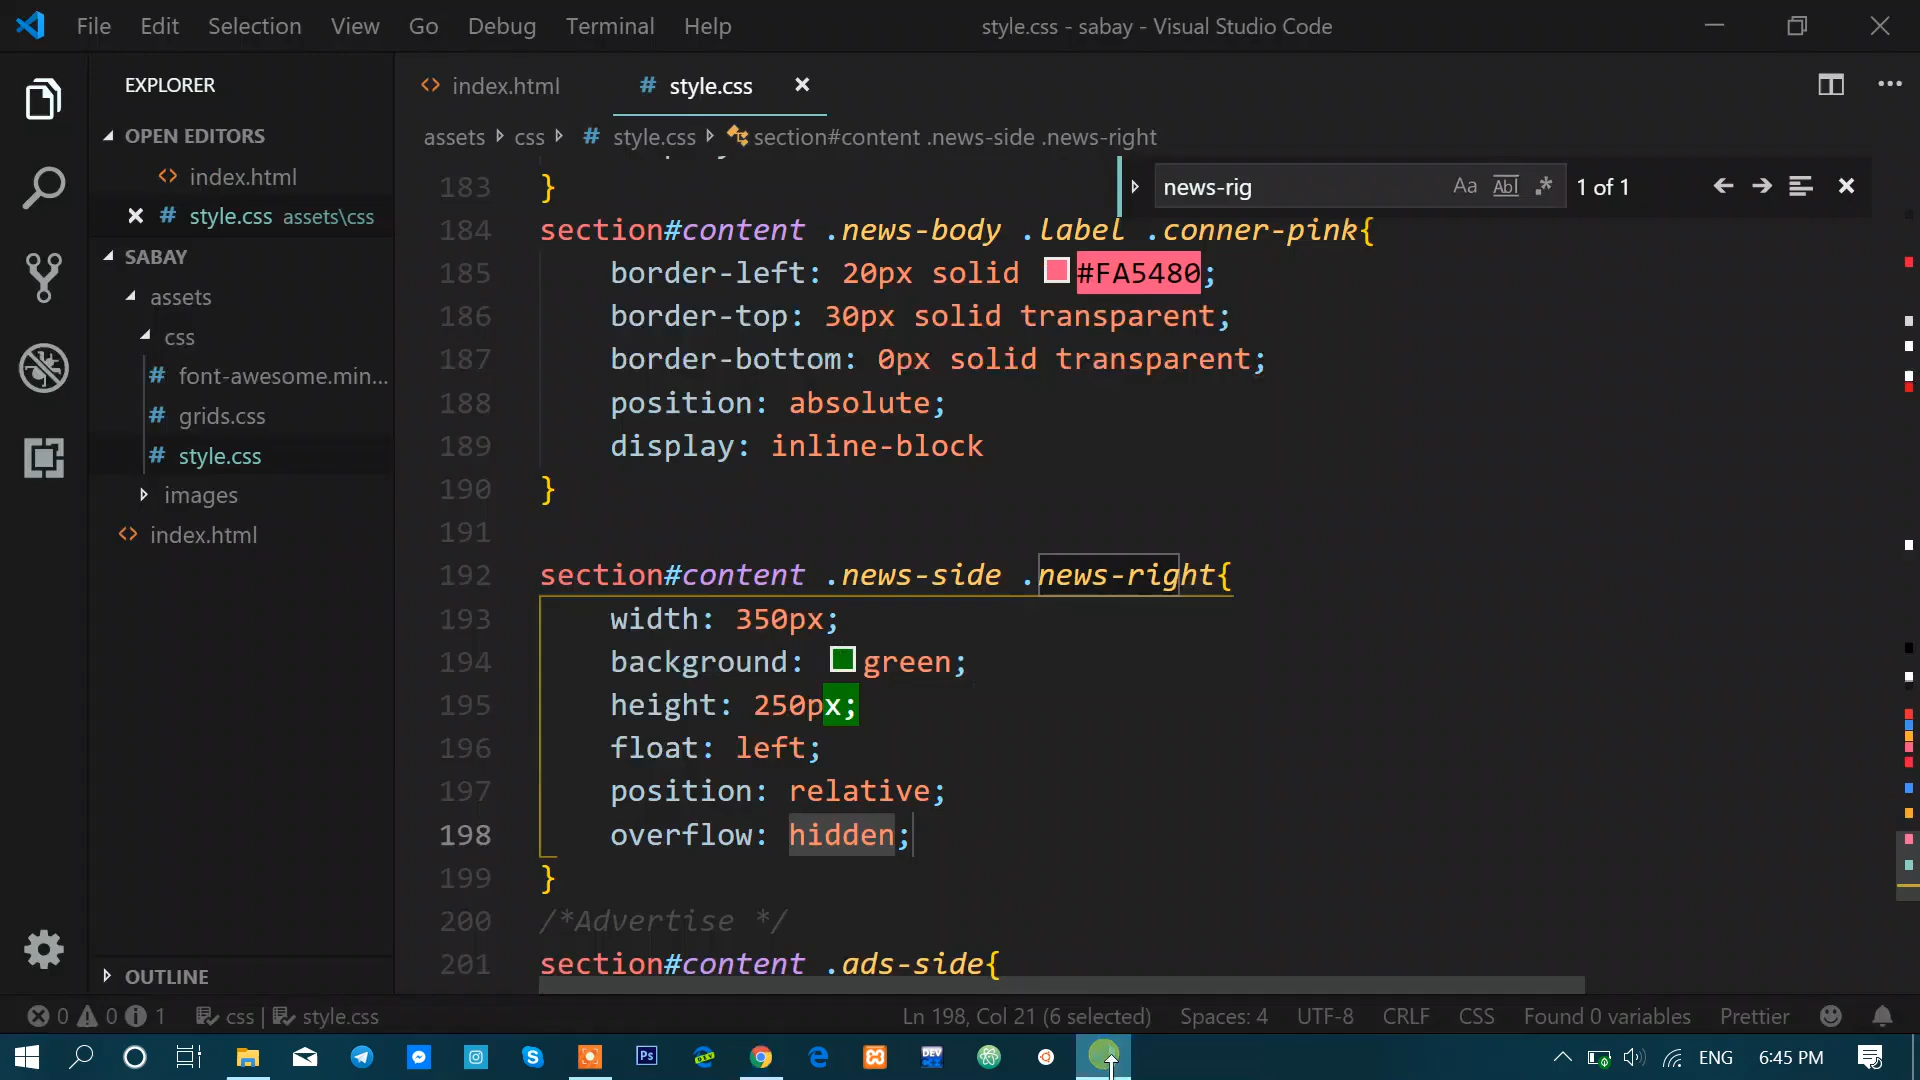 File Edit Selection View Go Debug Terminal Help
style.css - sabay - Visual Studio Code
EXPLORER
OPEN EDITORS
index.html
style.css assets\css
SABAY
assets
css
font-awesome.min...
grids.css
style.css
images
index.html
OUTLINE
index.html
# style.css
assets css # style.css section#content .news-side .news-right
news-rig Aa Abl .* 1 of 1
183 }
184 section#content .news-body .label .conner-pink{
185 border-left: 20px solid #FA5480;
186 border-top: 30px solid transparent;
187 border-bottom: 0px solid transparent;
188 position: absolute;
189 display: inline-block
190 }
191
192 section#content .news-side .news-right{
193 width: 350px;
194 background: green;
195 height: 250px;
196 float: left;
197 position: relative;
198 overflow: hidden;
199 }
200 /*Advertise */
201 section#content .ads-side{
0 0 1 css | style.css
Ln 198, Col 21 (6 selected) Spaces: 4 UTF-8 CRLF CSS Found 0 variables Prettier
Ps DEV ENG 6:45 PM